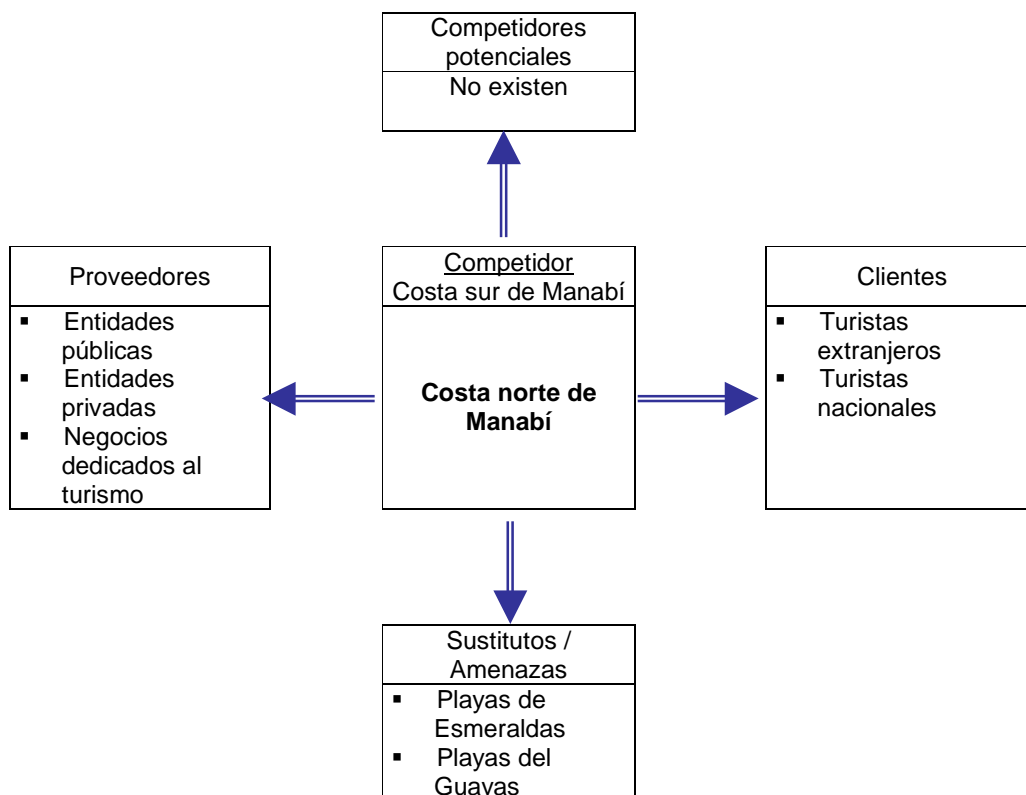 Competidores
potenciales
No existen
Proveedores
▪ Entidades
públicas
▪ Entidades
privadas
▪ Negocios
dedicados al
turismo
Competidor
Costa sur de Manabí
Costa norte de
Manabí
Clientes
▪ Turistas
extranjeros
▪ Turistas
nacionales
Sustitutos /
Amenazas
▪ Playas de
Esmeraldas
▪ Playas del
Guayas